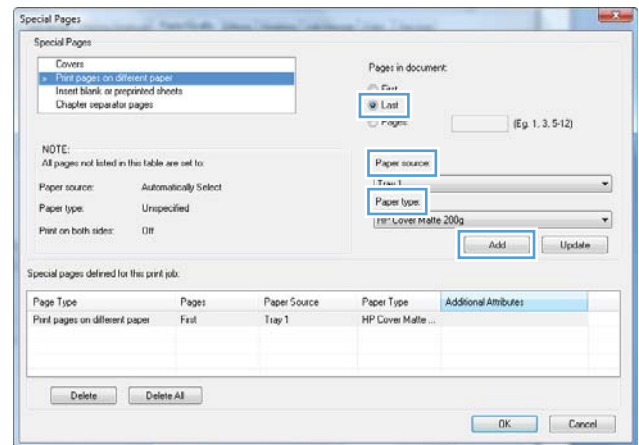 Special Pages
Special Pages
Covers
Print pages on different paper
Insert blank or preprinted sheets
Chapter separator pages
Pages in document:
First
Last
Pages: (Eg. 1, 3, 5-12)
NOTE:
All pages not listed in this table are set to:
Paper source: Automatically Select
Paper type: Unspecified
Print on both sides: Off
Paper source:
Tray 1
Paper type:
HP Cover Matte 200g
Add Update
Special pages defined for this print job:
Page Type Pages Paper Source Paper Type Additional Attributes
Print pages on different paper First Tray 1 HP Cover Matte ...
Delete Delete All
OK Cancel